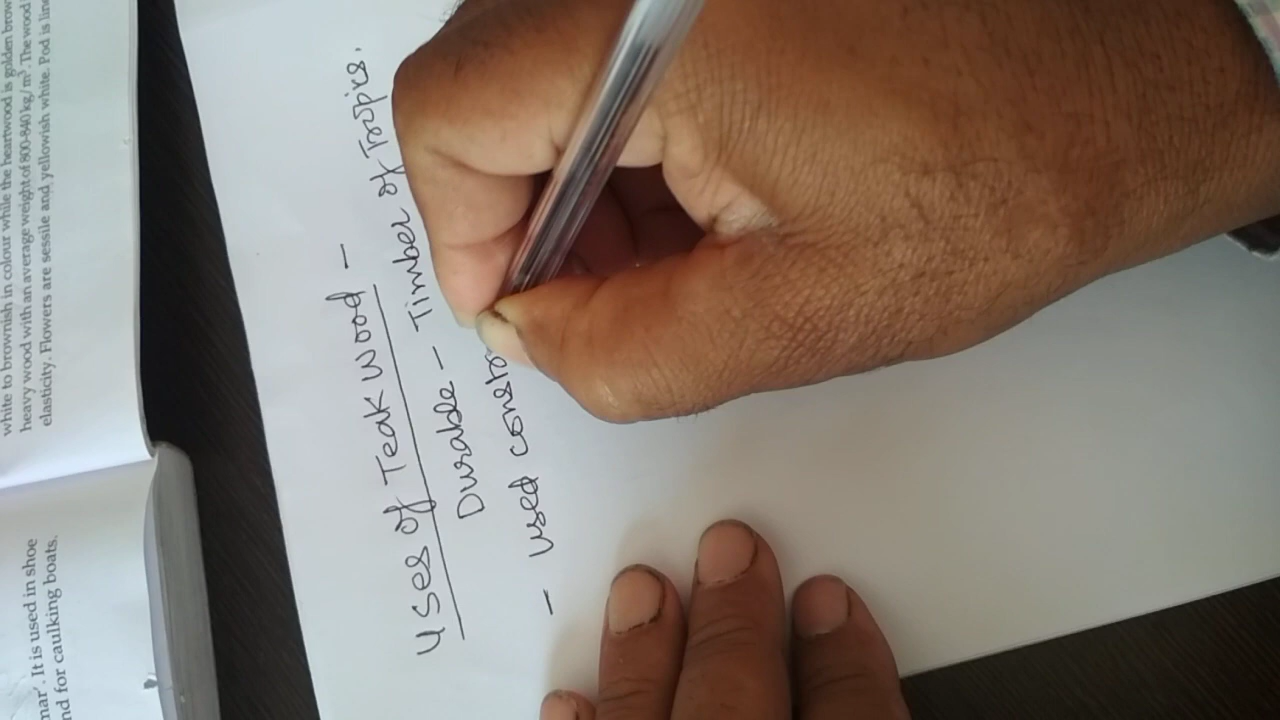 white to brownish in colour while the heartwood is golden brow
heavy wood with an average weight of 800-840 kg/m³. The wood
elasticity. Flowers are sessile and yellowish white. Pod is line
mar'. It is used in shoe
nd for caulking boats.
Uses of Teak Wood -
Durable - Timber of Tropics.
- Used constr